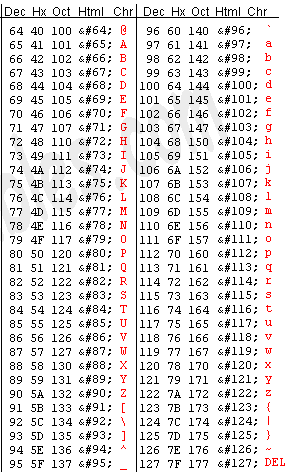 Dec Hx Oct Html Chr Dec Hx Oct Html Chr
64 40 100 &#64; @ 96 60 140 &#96; `
65 41 101 &#65; A 97 61 141 &#97; a
66 42 102 &#66; B 98 62 142 &#98; b
67 43 103 &#67; C 99 63 143 &#99; c
68 44 104 &#68; D 100 64 144 &#100; d
69 45 105 &#69; E 101 65 145 &#101; e
70 46 106 &#70; F 102 66 146 &#102; f
71 47 107 &#71; G 103 67 147 &#103; g
72 48 110 &#72; H 104 68 150 &#104; h
73 49 111 &#73; I 105 69 151 &#105; i
74 4A 112 &#74; J 106 6A 152 &#106; j
75 4B 113 &#75; K 107 6B 153 &#107; k
76 4C 114 &#76; L 108 6C 154 &#108; l
77 4D 115 &#77; M 109 6D 155 &#109; m
78 4E 116 &#78; N 110 6E 156 &#110; n
79 4F 117 &#79; O 111 6F 157 &#111; o
80 50 120 &#80; P 112 70 160 &#112; p
81 51 121 &#81; Q 113 71 161 &#113; q
82 52 122 &#82; R 114 72 162 &#114; r
83 53 123 &#83; S 115 73 163 &#115; s
84 54 124 &#84; T 116 74 164 &#116; t
85 55 125 &#85; U 117 75 165 &#117; u
86 56 126 &#86; V 118 76 166 &#118; v
87 57 127 &#87; W 119 77 167 &#119; w
88 58 130 &#88; X 120 78 170 &#120; x
89 59 131 &#89; Y 121 79 171 &#121; y
90 5A 132 &#90; Z 122 7A 172 &#122; z
91 5B 133 &#91; [ 123 7B 173 &#123; {
92 5C 134 &#92; \ 124 7C 174 &#124; |
93 5D 135 &#93; ] 125 7D 175 &#125; }
94 5E 136 &#94; ^ 126 7E 176 &#126; ~
95 5F 137 &#95; _ 127 7F 177 &#127; DEL